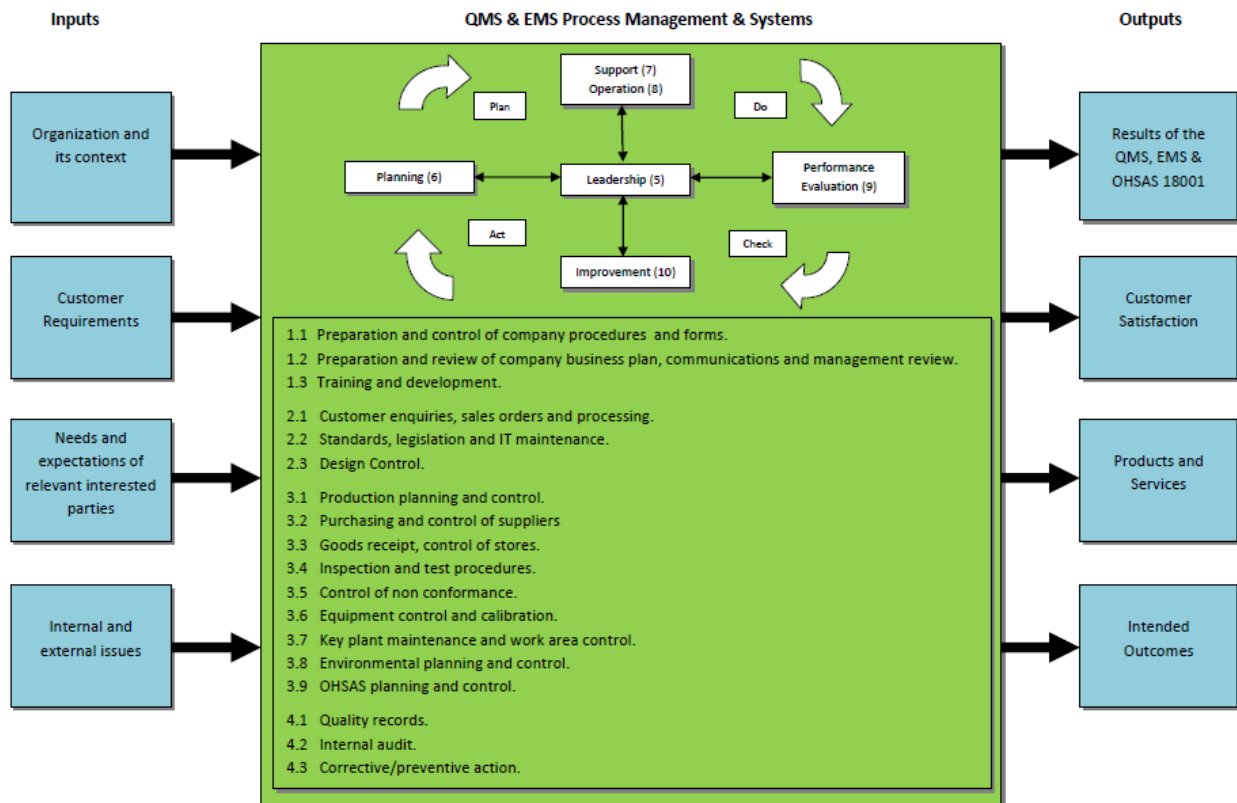 Inputs
QMS & EMS Process Management & Systems
Outputs
Organization and
its context
Customer
Requirements
Needs and
expectations of
relevant interested
parties
Internal and
external issues
Support (7)
Operation (8)
Plan
Do
Planning (6)
Leadership (5)
Performance
Evaluation (9)
Act
Check
Improvement (10)
1.1 Preparation and control of company procedures and forms.
1.2 Preparation and review of company business plan, communications and management review.
1.3 Training and development.
2.1 Customer enquiries, sales orders and processing.
2.2 Standards, legislation and IT maintenance.
2.3 Design Control.
3.1 Production planning and control.
3.2 Purchasing and control of suppliers
3.3 Goods receipt, control of stores.
3.4 Inspection and test procedures.
3.5 Control of non conformance.
3.6 Equipment control and calibration.
3.7 Key plant maintenance and work area control.
3.8 Environmental planning and control.
3.9 OHSAS planning and control.
4.1 Quality records.
4.2 Internal audit.
4.3 Corrective/preventive action.
Results of the
QMS, EMS &
OHSAS 18001
Customer
Satisfaction
Products and
Services
Intended
Outcomes